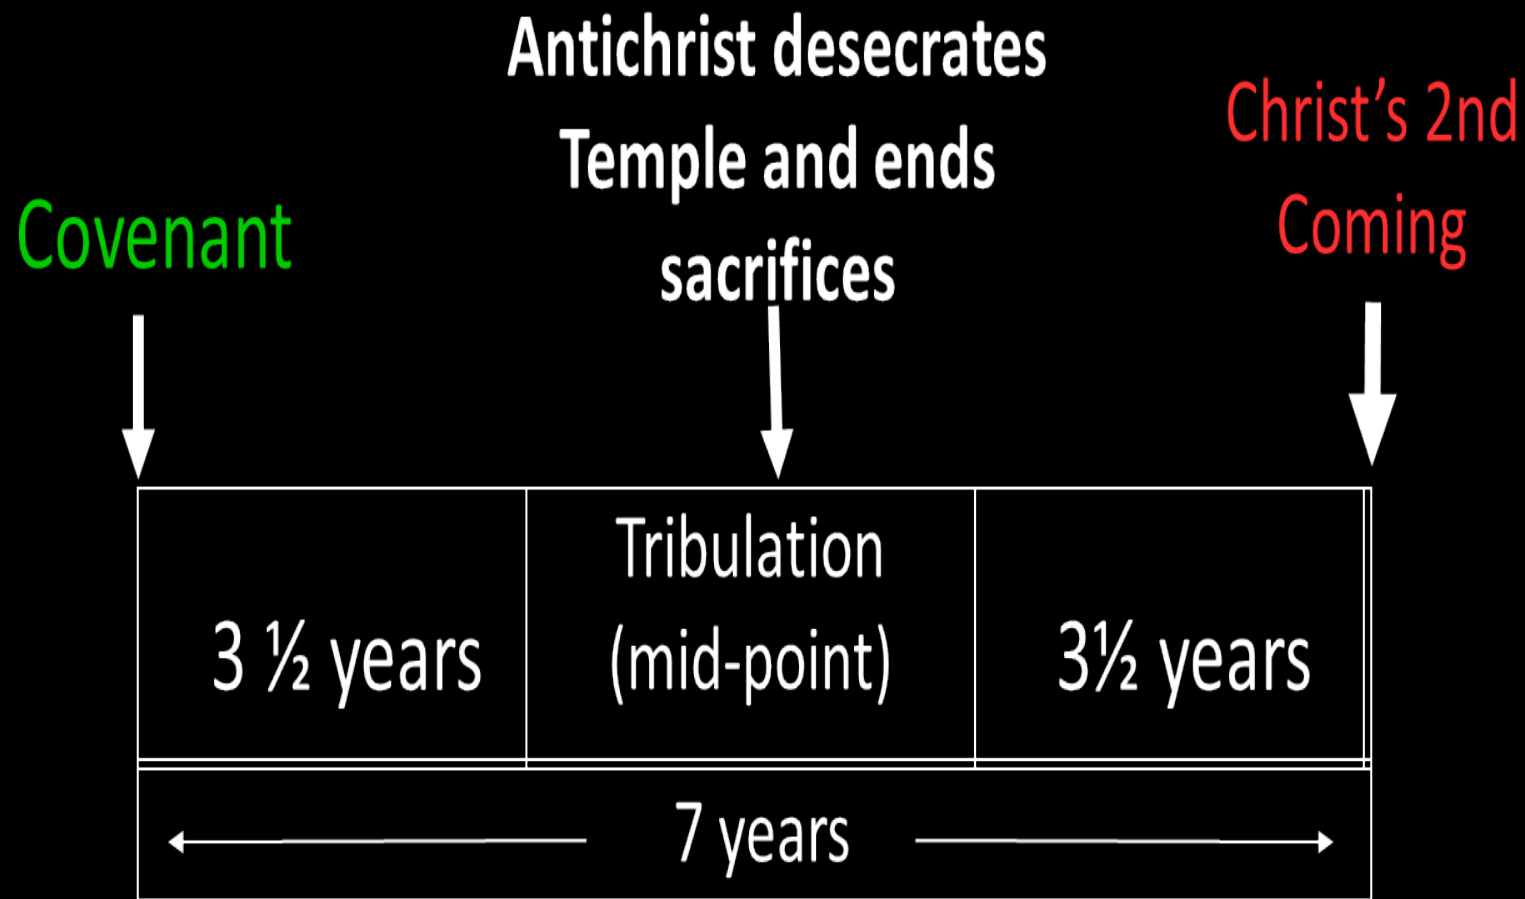 Antichrist desecrates
Temple and ends
sacrifices
Christ’s 2nd
Coming
Covenant
3 ½ years
Tribulation
(mid-point)
3½ years
7 years